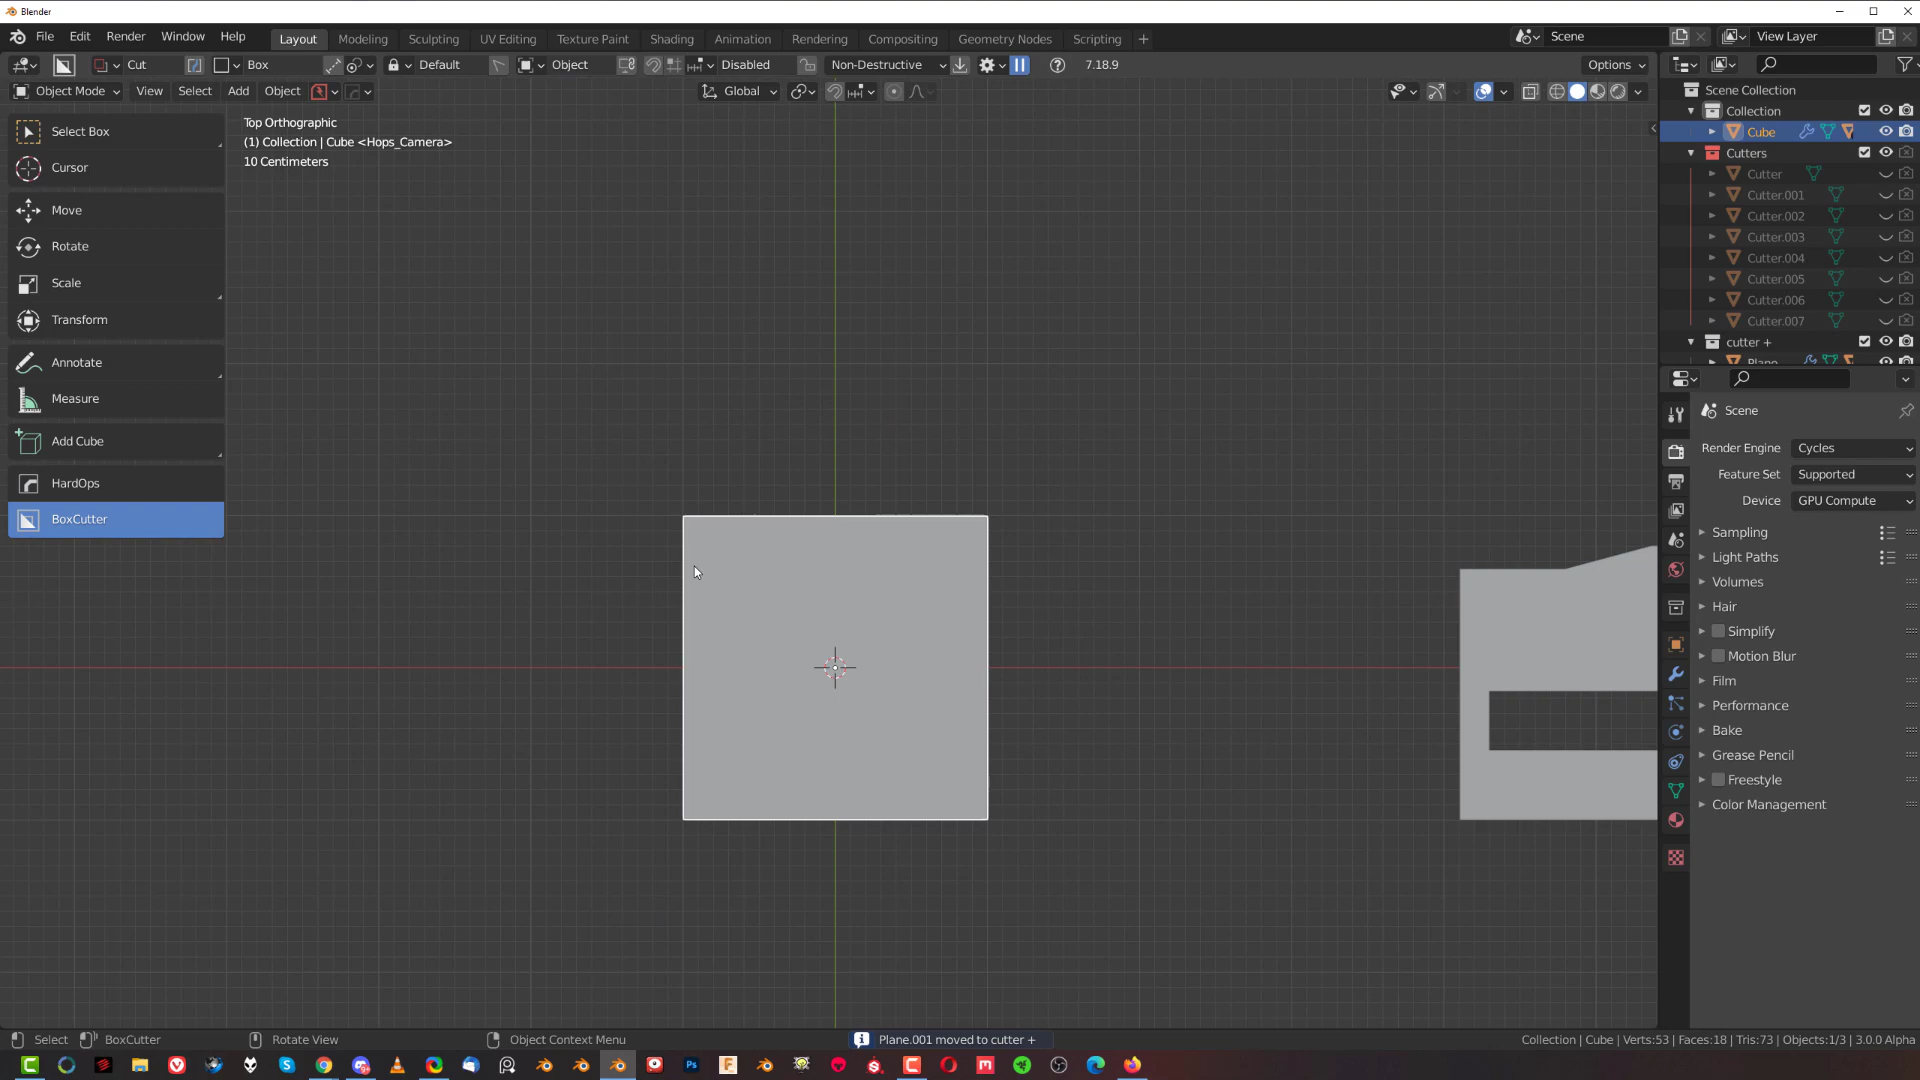 Blender
File Edit Render Window Help Layout Modeling Sculpting UV Editing Texture Paint Shading Animation Rendering Compositing Geometry Nodes Scripting + Scene View Layer
Cut Box Default Object Disabled Non-Destructive 7.18.9 Options
Object Mode View Select Add Object Global
Top Orthographic
(1) Collection | Cube <Hops_Camera>
10 Centimeters
Select Box
Cursor
Move
Rotate
Scale
Transform
Annotate
Measure
Add Cube
HardOps
BoxCutter
Scene Collection
Collection
Cube
Cutters
Cutter
Cutter.001
Cutter.002
Cutter.003
Cutter.004
Cutter.005
Cutter.006
Cutter.007
cutter +
Plane
Scene
Render Engine Cycles
Feature Set Supported
Device GPU Compute
Sampling
Light Paths
Volumes
Hair
Simplify
Motion Blur
Film
Performance
Bake
Grease Pencil
Freestyle
Color Management
Select BoxCutter Rotate View Object Context Menu Plane.001 moved to cutter + Collection | Cube | Verts:53 | Faces:18 | Tris:73 | Objects:1/3 | 3.0.0 Alpha